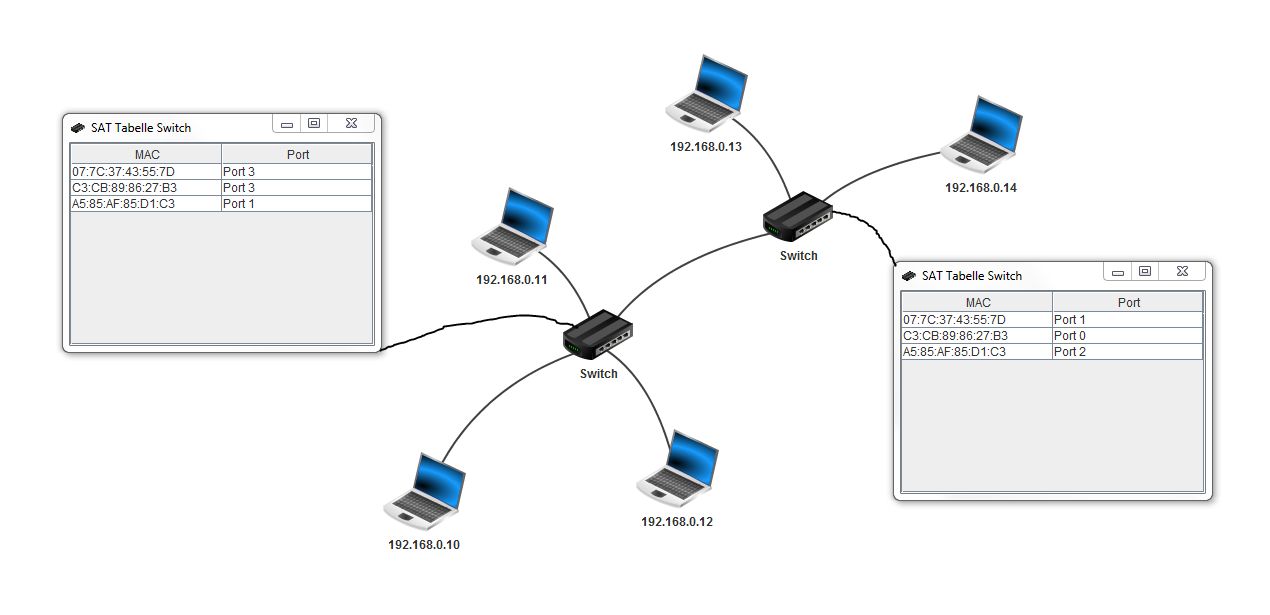 192.168.0.13
SAT Tabelle Switch
MAC Port
07:7C:37:43:55:7D Port 3
C3:CB:89:86:27:B3 Port 3
A5:85:AF:85:D1:C3 Port 1
192.168.0.14
192.168.0.11
Switch
SAT Tabelle Switch
MAC Port
07:7C:37:43:55:7D Port 1
C3:CB:89:86:27:B3 Port 0
A5:85:AF:85:D1:C3 Port 2
Switch
192.168.0.12
192.168.0.10